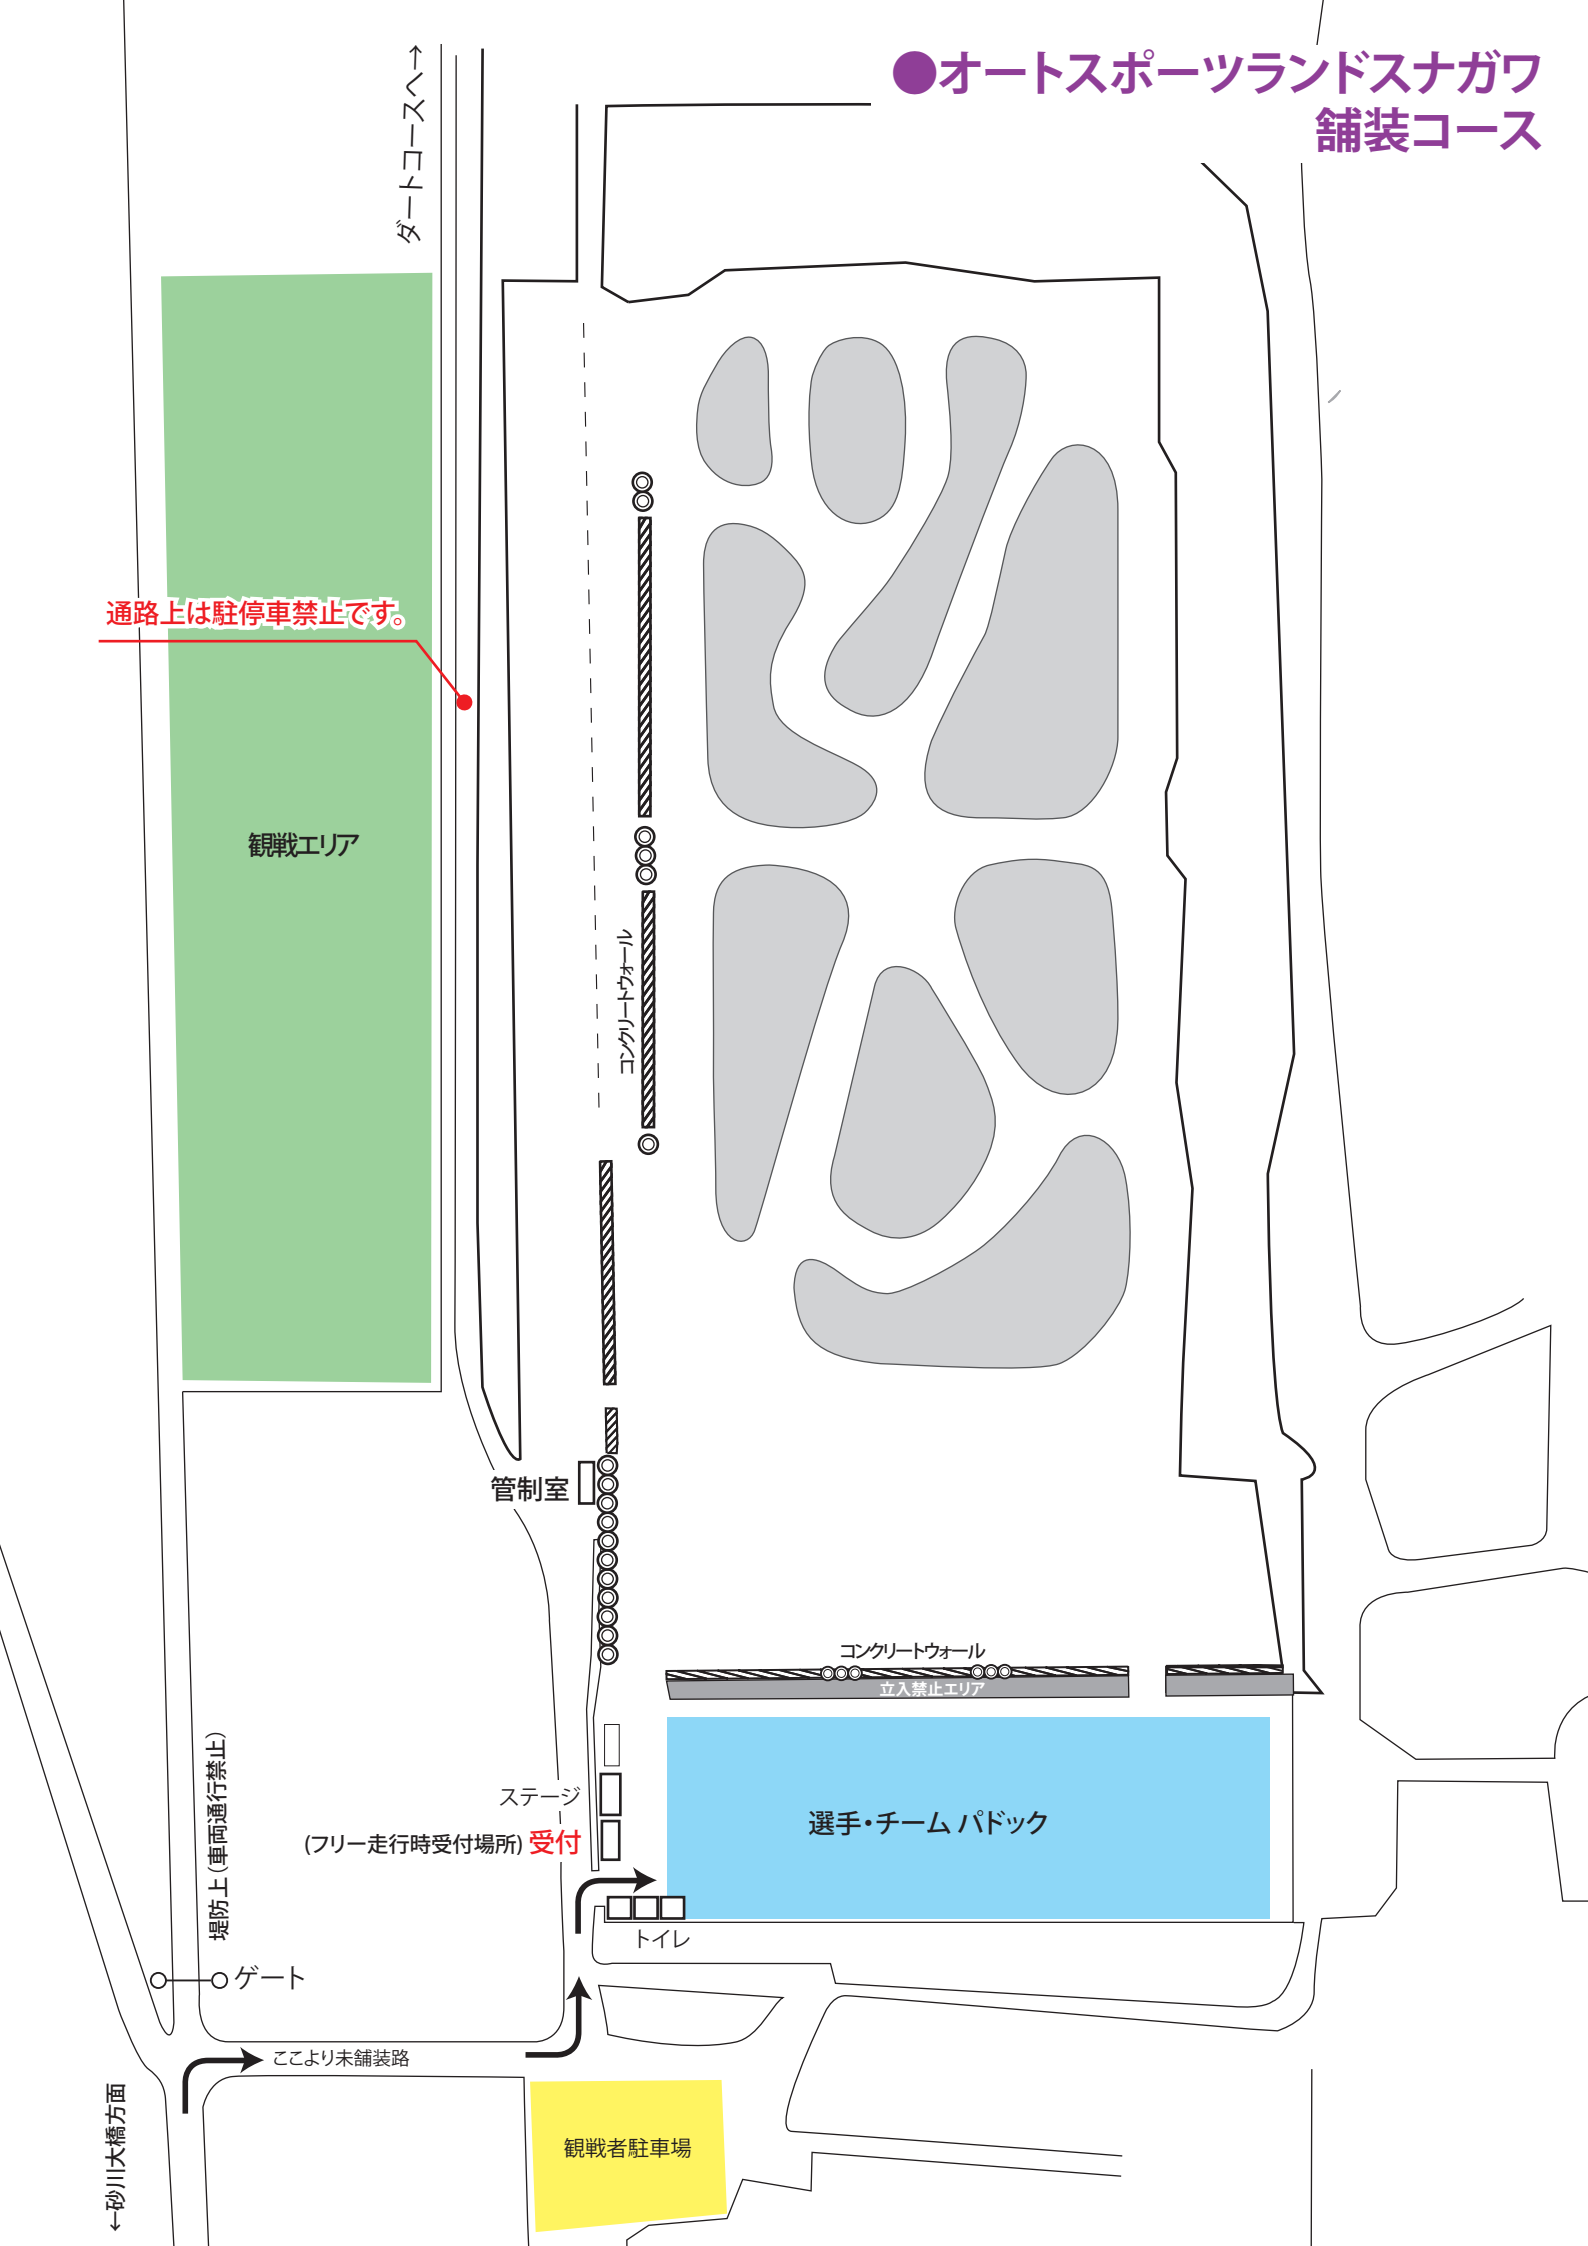 ●オートスポーツランドスナガワ
舗装コース
ダートコースへ→
通路上は駐停車禁止です。
観戦エリア
コンクリートウォール
管制室
コンクリートウォール
立入禁止エリア
選手・チーム パドック
ステージ
(フリー走行時受付場所) 受付
トイレ
堤防上(車両通行禁止)
ゲート
ここより未舗装路
←砂川大橋方面
観戦者駐車場